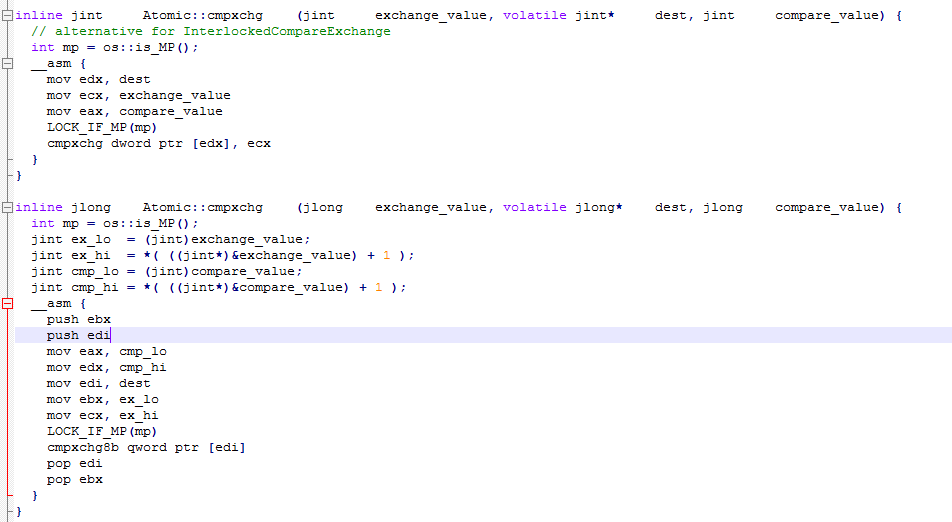 inline jint     Atomic::cmpxchg    (jint     exchange_value, volatile jint*     dest, jint     compare_value) {
  // alternative for InterlockedCompareExchange
  int mp = os::is_MP();
  __asm {
    mov edx, dest
    mov ecx, exchange_value
    mov eax, compare_value
    LOCK_IF_MP(mp)
    cmpxchg dword ptr [edx], ecx
  }
}
inline jlong    Atomic::cmpxchg    (jlong    exchange_value, volatile jlong*    dest, jlong    compare_value) {
  int mp = os::is_MP();
  jint ex_lo  = (jint)exchange_value;
  jint ex_hi  = *( ((jint*)&exchange_value) + 1 );
  jint cmp_lo = (jint)compare_value;
  jint cmp_hi = *( ((jint*)&compare_value) + 1 );
  __asm {
    push ebx
    push edi
    mov eax, cmp_lo
    mov edx, cmp_hi
    mov edi, dest
    mov ebx, ex_lo
    mov ecx, ex_hi
    LOCK_IF_MP(mp)
    cmpxchg8b qword ptr [edi]
    pop edi
    pop ebx
  }
}